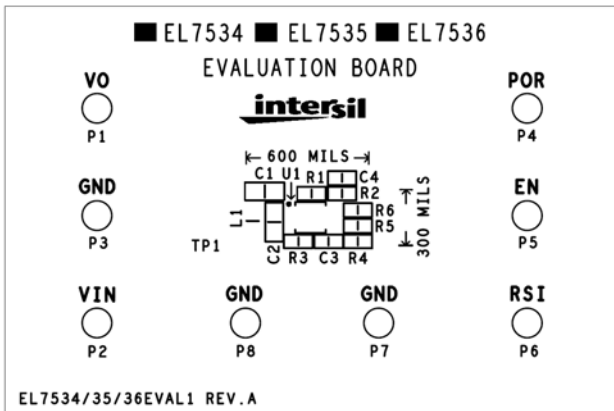 EL7534 EL7535 EL7536
EVALUATION BOARD
intersil
VO
P1
POR
P4
600 MILS
C1 U1 R1 C4
R2
GND
P3
L1
R6
R5
300 MILS
EN
P5
TP1
C2 R3 C3 R4
VIN
P2
GND
P8
GND
P7
RSI
P6
EL7534/35/36EVAL1 REV.A